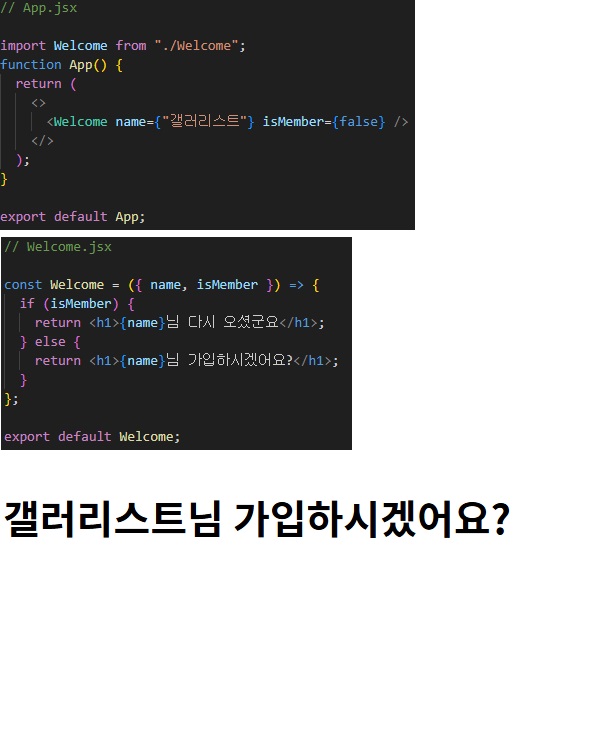 // App.jsx
import Welcome from "./Welcome";
function App() {
return (
<>
<Welcome name={"갤러리스트"} isMember={false} />
</>
);
}
export default App;
// Welcome.jsx
const Welcome = ({ name, isMember }) => {
if (isMember) {
return <h1>{name}님 다시 오셨군요</h1>;
} else {
return <h1>{name}님 가입하시겠어요?</h1>;
}
};
export default Welcome;
갤러리스트님 가입하시겠어요?